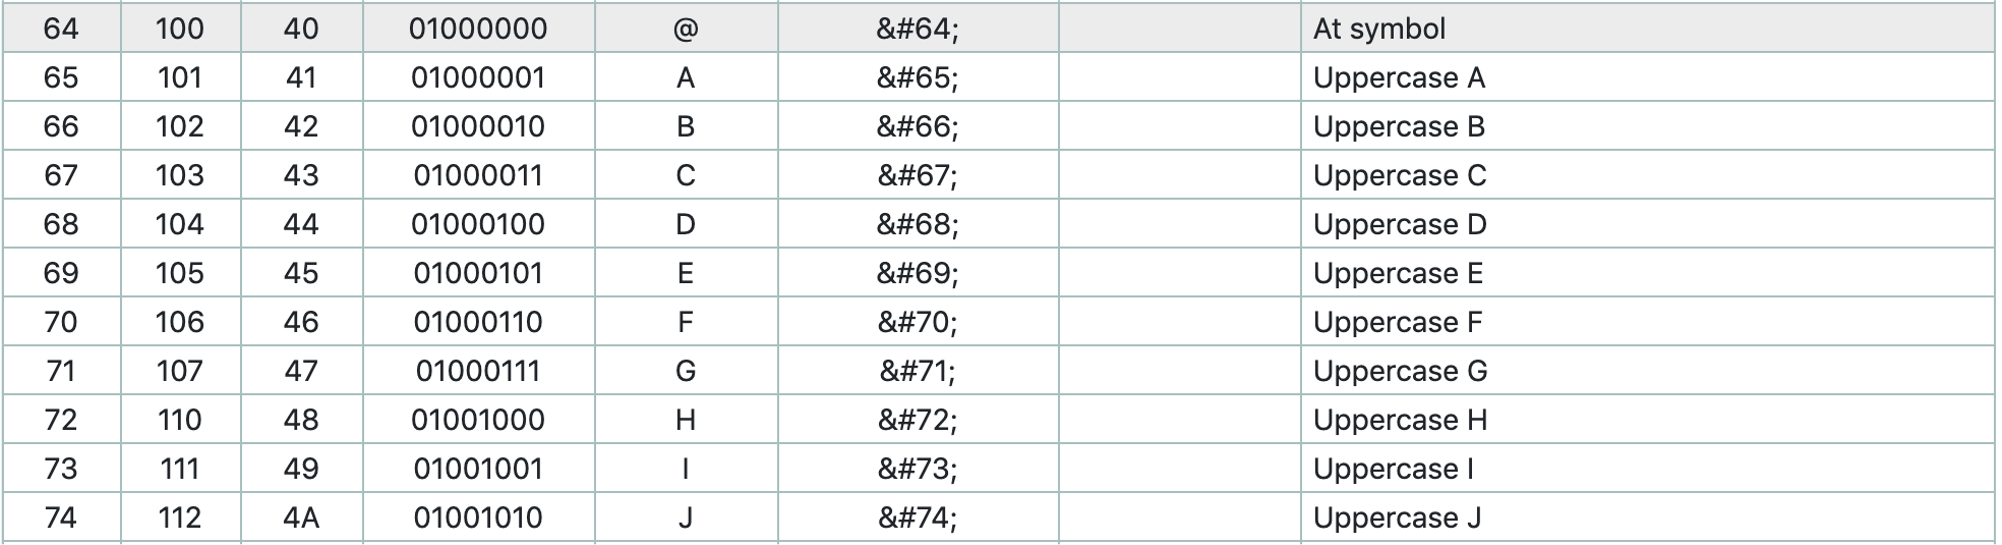 64 100 40 01000000 @ &#64; At symbol
65 101 41 01000001 A &#65; Uppercase A
66 102 42 01000010 B &#66; Uppercase B
67 103 43 01000011 C &#67; Uppercase C
68 104 44 01000100 D &#68; Uppercase D
69 105 45 01000101 E &#69; Uppercase E
70 106 46 01000110 F &#70; Uppercase F
71 107 47 01000111 G &#71; Uppercase G
72 110 48 01001000 H &#72; Uppercase H
73 111 49 01001001 I &#73; Uppercase I
74 112 4A 01001010 J &#74; Uppercase J